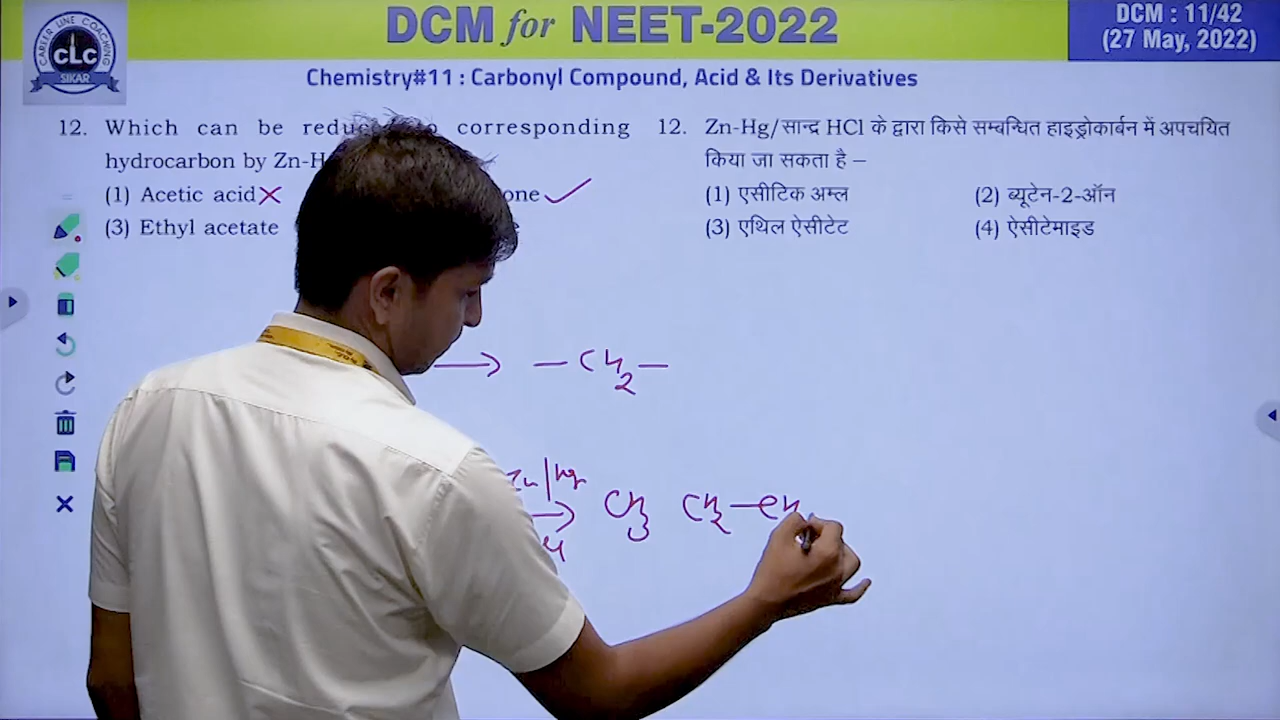 DCM for NEET-2022
DCM : 11/42
(27 May, 2022)
CAREER LINE COACHING
CLC
SIKAR
Chemistry#11 : Carbonyl Compound, Acid & Its Derivatives
12. Which can be corresponding
hydrocarbon by
(1) Acetic acid
(3) Ethyl acetate
12. Zn-Hg/सान्द्र HCl के द्वारा किसे सम्बन्धित हाइड्रोकार्बन में अपचयित
किया जा सकता है –
(1) एसीटिक अम्ल (2) ब्यूटेन-2-ऑन
(3) एथिल ऐसीटेट (4) ऐसीटेमाइड
→ – CH2 –
Zn|Hg
→ CH3 CH2 – CH